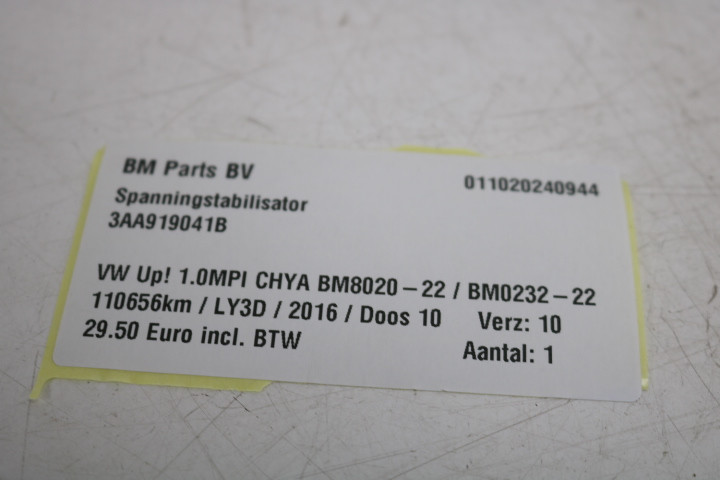 BM Parts BV 011020240944
Spanningstabilisator
3AA919041B
VW Up! 1.0MPI CHYA BM8020-22 / BM0232-22
110656km / LY3D / 2016 / Doos 10 Verz: 10
29.50 Euro incl. BTW Aantal: 1